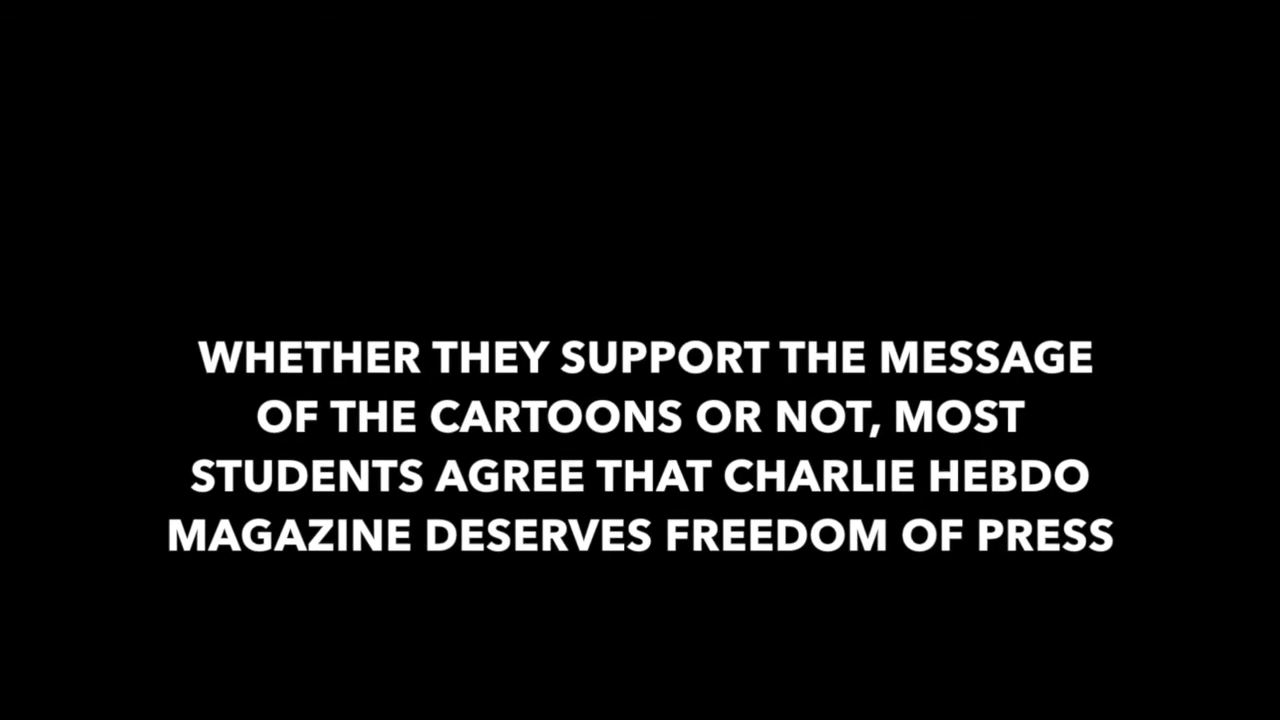 WHETHER THEY SUPPORT THE MESSAGE
OF THE CARTOONS OR NOT, MOST
STUDENTS AGREE THAT CHARLIE HEBDO
MAGAZINE DESERVES FREEDOM OF PRESS